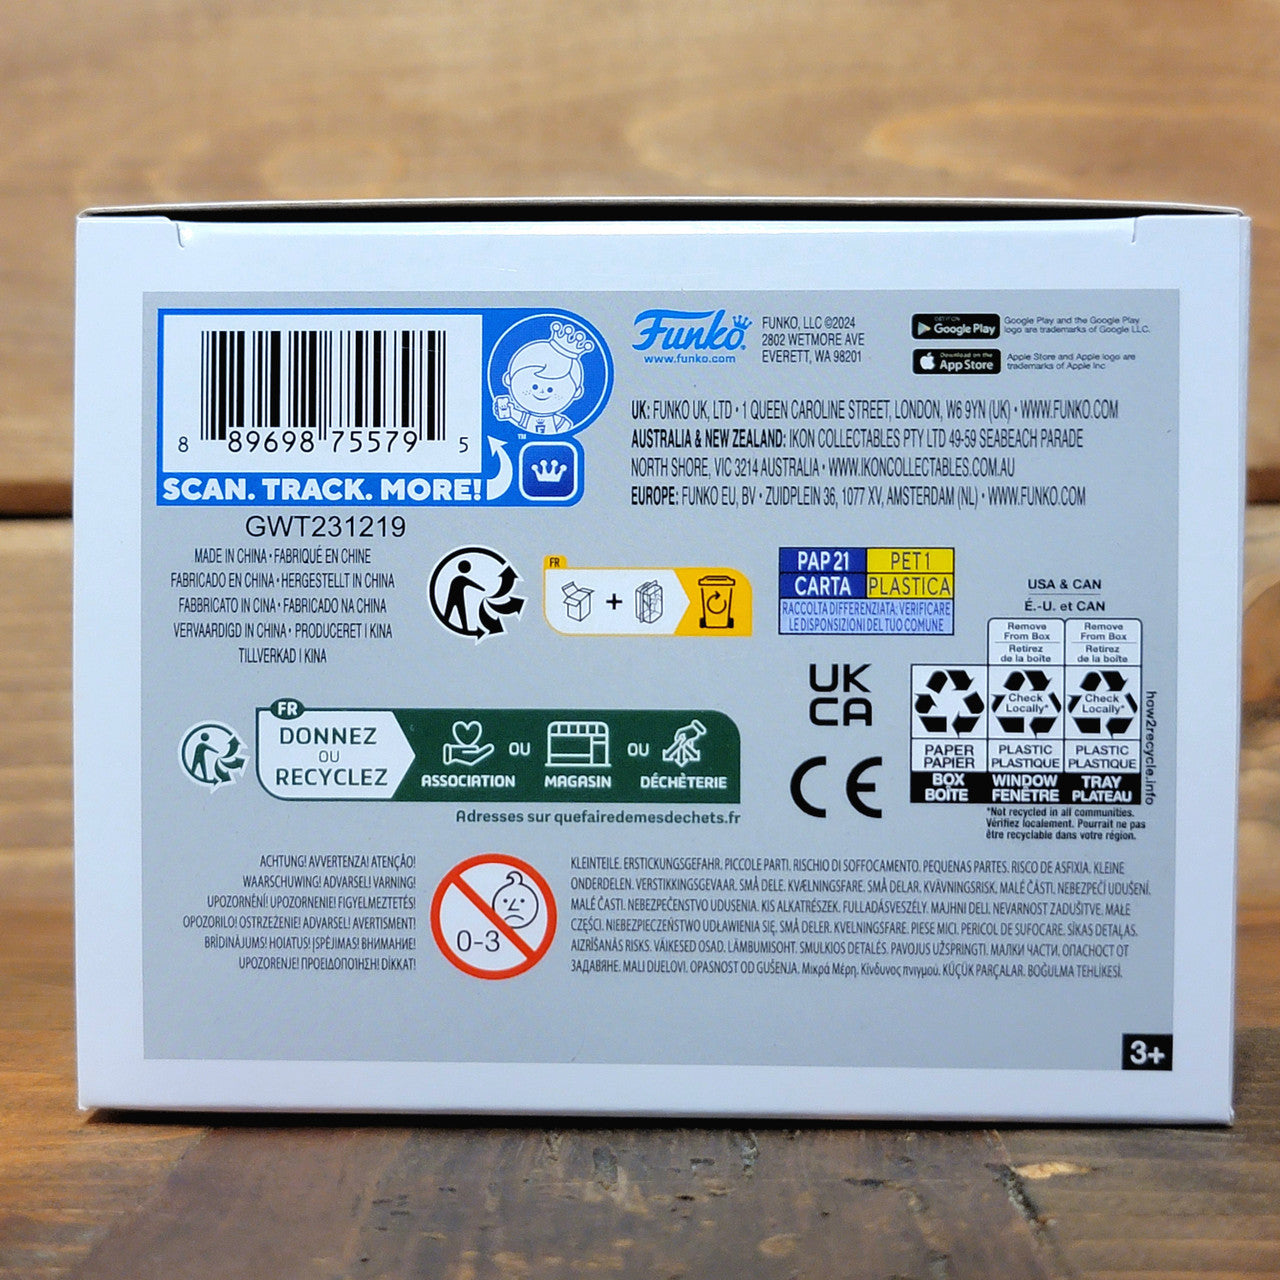 8 89698 75579 5
™
SCAN. TRACK. MORE!
GWT231219
MADE IN CHINA • FABRIQUÉ EN CHINE
FABRICADO EN CHINA • HERGESTELLT IN CHINA
FABBRICATO IN CINA • FABRICADO NA CHINA
VERVAARDIGD IN CHINA • PRODUCERET I KINA
TILLVERKAD I KINA
Funko
www.funko.com
FUNKO, LLC ©2024
2802 WETMORE AVE
EVERETT, WA 98201
GET IT ON
Google Play
Google Play and the Google Play
logo are trademarks of Google LLC.
Download on the
App Store
Apple Store and Apple logo are
trademarks of Apple Inc
UK: FUNKO UK, LTD • 1 QUEEN CAROLINE STREET, LONDON, W6 9YN (UK) • WWW.FUNKO.COM
AUSTRALIA & NEW ZEALAND: IKON COLLECTABLES PTY LTD 49-59 SEABEACH PARADE
NORTH SHORE, VIC 3214 AUSTRALIA • WWW.IKONCOLLECTABLES.COM.AU
EUROPE: FUNKO EU, BV • ZUIDPLEIN 36, 1077 XV, AMSTERDAM (NL) • WWW.FUNKO.COM
FR
+
PAP 21 PET 1
CARTA PLASTICA
RACCOLTA DIFFERENZIATA: VERIFICARE
LE DISPOSIZIONI DEL TUO COMUNE
USA & CAN
É.-U. et CAN
Remove
From Box
Retirez
de la boîte
Remove
From Box
Retirez
de la boîte
Check
Locally*
Check
Locally*
PAPER
PAPIER
BOX
BOÎTE
PLASTIC
PLASTIQUE
WINDOW
FENÊTRE
PLASTIC
PLASTIQUE
TRAY
PLATEAU
how2recycle.info
*Not recycled in all communities.
Vérifiez localement. Pourrait ne pas
être recyclable dans votre région.
UK
CA
CE
FR
DONNEZ
OU
RECYCLEZ
ASSOCIATION
OU
MAGASIN
OU
DÉCHÈTERIE
Adresses sur quefairedemesdechets.fr
ACHTUNG! AVVERTENZA! ATENÇÃO!
WAARSCHUWING! ADVARSEL! VARNING!
UPOZORNĚNÍ! UPOZORNENIE! FIGYELMEZTETÉS!
OPOZORILO! OSTRZEŻENIE! ADVARSEL! AVERTISMENT!
BRĪDINĀJUMS! HOIATUS! ĮSPĖJIMAS! ВНИМАНИЕ!
UPOZORENJE! ΠΡΟΕΙΔΟΠΟΙΗΣΗ! DİKKAT!
0-3
KLEINTEILE. ERSTICKUNGSGEFAHR. PICCOLE PARTI. RISCHIO DI SOFFOCAMENTO. PEQUENAS PARTES. RISCO DE ASFIXIA. KLEINE
ONDERDELEN. VERSTIKKINGSGEVAAR. SMÅ DELE. KVÆLNINGSFARE. SMÅ DELAR. KVÄVNINGSRISK. MALÉ ČÁSTI. NEBEZPEČÍ UDUŠENÍ.
MALÉ ČASTI. NEBEZPEČENSTVO UDUSENIA. KIS ALKATRÉSZEK. FULLADÁSVESZÉLY. MAJHNI DELI. NEVARNOST ZADUŠITVE. MAŁE
CZĘŚCI. NIEBEZPIECZEŃSTWO UDŁAWIENIA SIĘ. SMÅ DELER. KVELNINGSFARE. PIESE MICI. PERICOL DE SUFOCARE. SĪKAS DETAĻAS.
AIZRĪŠANĀS RISKS. VÄIKESED OSAD. LÄMBUMISOHT. SMULKIOS DETALĖS. PAVOJUS UŽSPRINGTI. МАЛКИ ЧАСТИ. ОПАСНОСТ ОТ
ЗАДАВЯНЕ. MALI DIJELOVI. OPASNOST OD GUŠENJA. Μικρά Μέρη. Κίνδυνος πνιγμού. KÜÇÜK PARÇALAR. BOĞULMA TEHLİKESİ.
3+